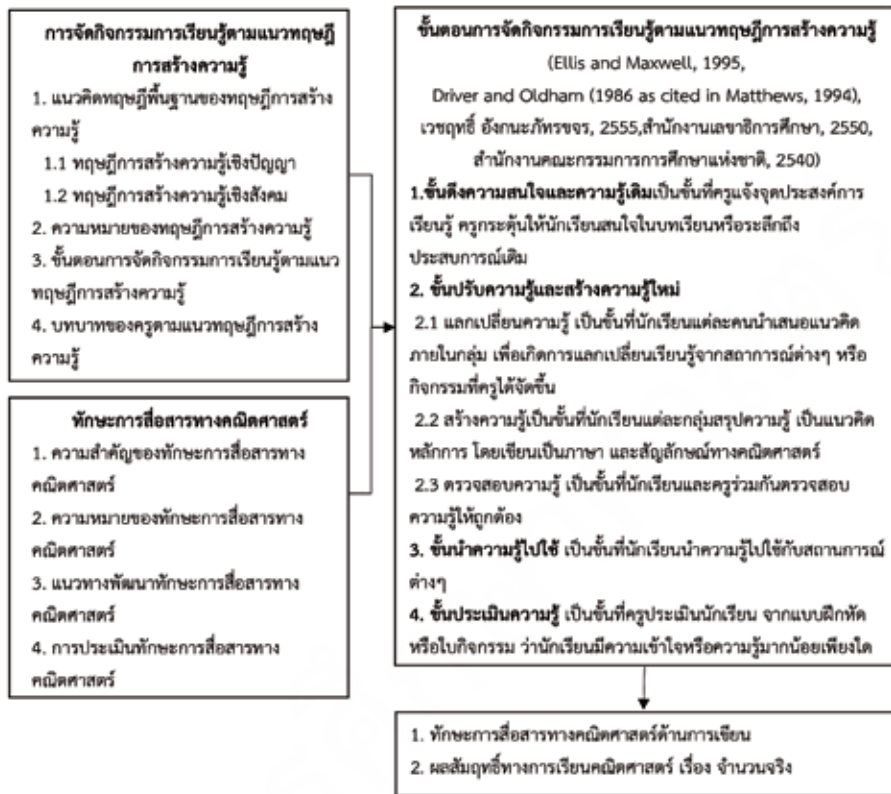 การจัดกิจกรรมการเรียนรู้ตามแนวทฤษฎี
การสร้างความรู้
1. แนวคิดทฤษฎีพื้นฐานของทฤษฎีการสร้าง
ความรู้
1.1 ทฤษฎีการสร้างความรู้เชิงปัญญา
1.2 ทฤษฎีการสร้างความรู้เชิงสังคม
2. ความหมายของทฤษฎีการสร้างความรู้
3. ขั้นตอนการจัดกิจกรรมการเรียนรู้ตามแนว
ทฤษฎีการสร้างความรู้
4. บทบาทของครูตามแนวทฤษฎีการสร้าง
ความรู้
ทักษะการสื่อสารทางคณิตศาสตร์
1. ความสำคัญของทักษะการสื่อสารทาง
คณิตศาสตร์
2. ความหมายของทักษะการสื่อสารทาง
คณิตศาสตร์
3. แนวทางพัฒนาทักษะการสื่อสารทาง
คณิตศาสตร์
4. การประเมินทักษะการสื่อสารทาง
คณิตศาสตร์
ขั้นตอนการจัดกิจกรรมการเรียนรู้ตามแนวทฤษฎีการสร้างความรู้
(Ellis and Maxwell, 1995,
Driver and Oldham (1986 as cited in Matthews, 1994),
เวชฤทธิ์ อังกนะภัทรขจร, 2555,สำนักงานเลขาธิการศึกษา, 2550,
สำนักงานคณะกรรมการการศึกษาแห่งชาติ, 2540)
1.ขั้นดึงความสนใจและความรู้เดิมเป็นขั้นที่ครูแจ้งจุดประสงค์การ
เรียนรู้ ครูกระตุ้นให้นักเรียนสนใจในบทเรียนหรือระลึกถึง
ประสบการณ์เดิม
2. ขั้นปรับความรู้และสร้างความรู้ใหม่
2.1 แลกเปลี่ยนความรู้ เป็นขั้นที่นักเรียนแต่ละคนนำเสนอแนวคิด
ภายในกลุ่ม เพื่อเกิดการแลกเปลี่ยนเรียนรู้จากสถาการณ์ต่างๆ หรือ
กิจกรรมที่ครูได้จัดขึ้น
2.2 สร้างความรู้เป็นขั้นที่นักเรียนแต่ละกลุ่มสรุปความรู้ เป็นแนวคิด
หลักการ โดยเขียนเป็นภาษา และสัญลักษณ์ทางคณิตศาสตร์
2.3 ตรวจสอบความรู้ เป็นขั้นที่นักเรียนและครูร่วมกันตรวจสอบ
ความรู้ให้ถูกต้อง
3. ขั้นนำความรู้ไปใช้ เป็นขั้นที่นักเรียนนำความรู้ไปใช้กับสถานการณ์
ต่างๆ
4. ขั้นประเมินความรู้ เป็นขั้นที่ครูประเมินนักเรียน จากแบบฝึกหัด
หรือใบกิจกรรม ว่านักเรียนมีความเข้าใจหรือความรู้มากน้อยเพียงใด
1. ทักษะการสื่อสารทางคณิตศาสตร์ด้านการเขียน
2. ผลสัมฤทธิ์ทางการเรียนคณิตศาสตร์ เรื่อง จำนวนจริง